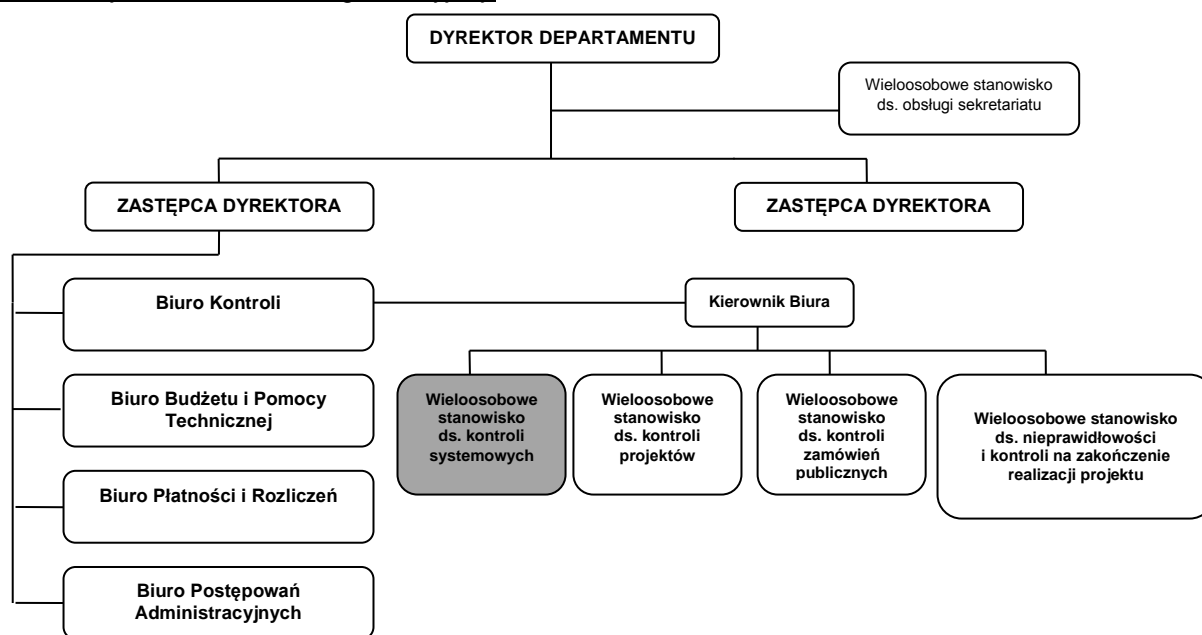 DYREKTOR DEPARTAMENTU
Wieloosobowe stanowisko
ds. obsługi sekretariatu
ZASTĘPCA DYREKTORA
ZASTĘPCA DYREKTORA
Biuro Kontroli
Kierownik Biura
Biuro Budżetu i Pomocy
Technicznej
Wieloosobowe
stanowisko
ds. kontroli
systemowych
Wieloosobowe
stanowisko
ds. kontroli
projektów
Wieloosobowe
stanowisko
ds. kontroli
zamówień
publicznych
Wieloosobowe stanowisko
ds. nieprawidłowości
i kontroli na zakończenie
realizacji projektu
Biuro Płatności i Rozliczeń
Biuro Postępowań
Administracyjnych